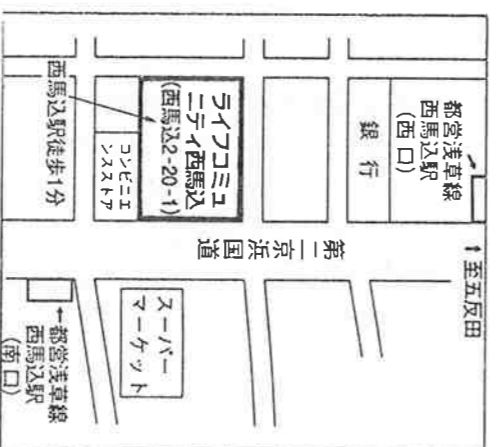 ↑至五反田
都営浅草線
西馬込駅
(西口)
銀行
第二京浜国道
ライフコミュ
ニティ西馬込
(西馬込2-20-1)
スーパー
マーケット
コンビニエ
ンスストア
西馬込駅徒歩1分
←都営浅草線
西馬込駅
(南口)